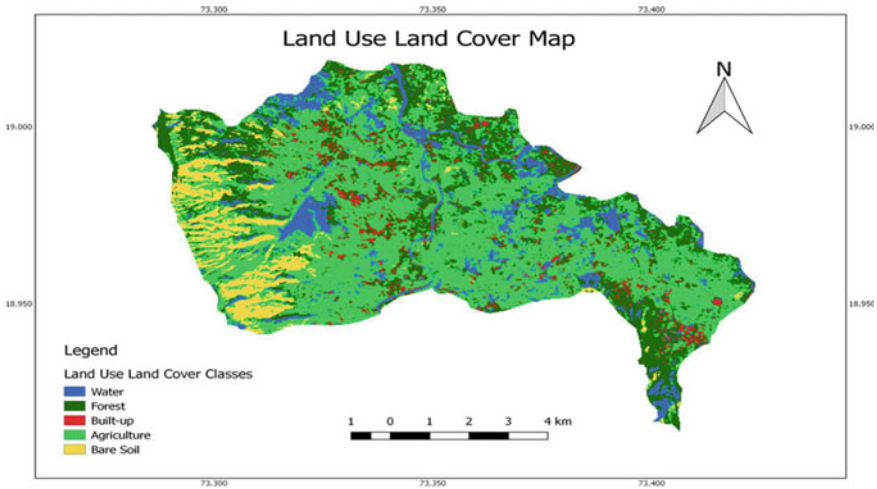 73.300 73.350 73.400
Land Use Land Cover Map
N
19.000 19.000
18.950 18.950
Legend
Land Use Land Cover Classes
Water
Forest
Built-up
Agriculture
Bare Soil
1 0 1 2 3 4 km
73.300 73.350 73.400